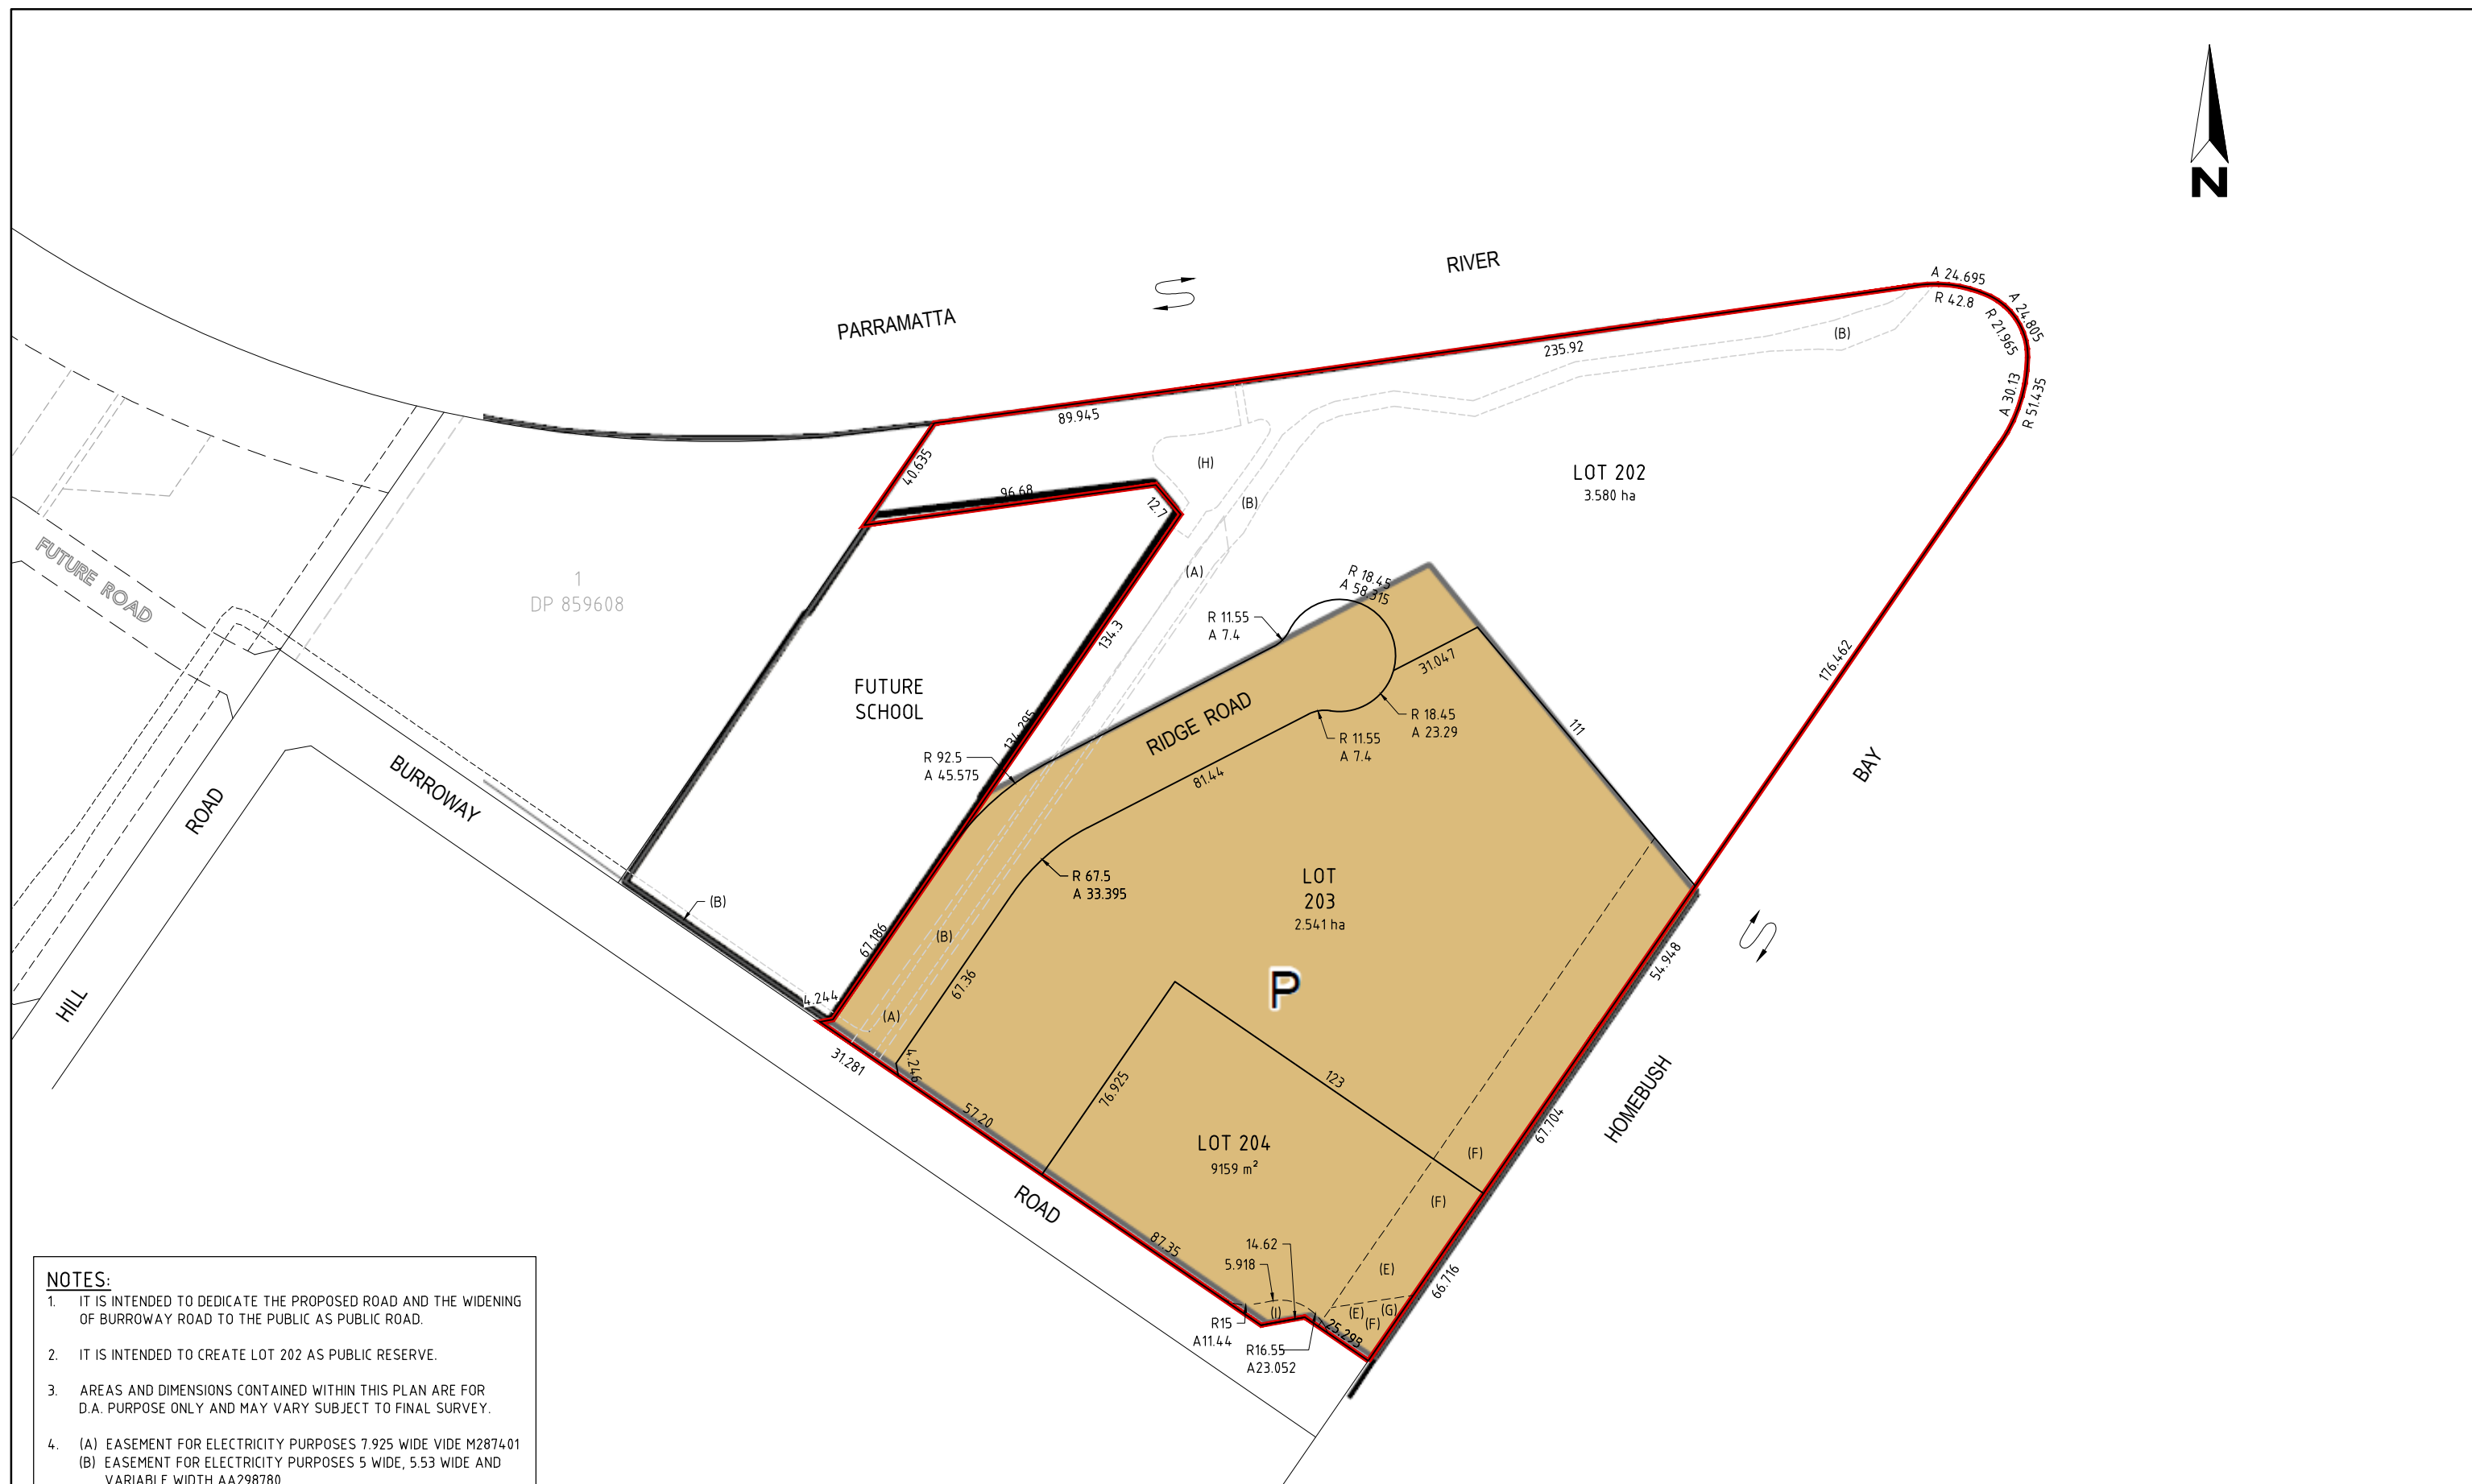 N
RIVER
PARRAMATTA
A 24.695
R 42.8
A 24.805
R 21.965
A 30.13
R 51.435
(B)
235.92
89.945
40.635
96.68
12.7
(H)
(B)
LOT 202
3.580 ha
FUTURE ROAD
1
DP 859608
(A)
R 18.45
A 58.315
R 11.55
A 7.4
134.3
31.047
176.462
FUTURE
SCHOOL
RIDGE ROAD
134.295
R 18.45
A 23.29
R 11.55
A 7.4
111
R 92.5
A 45.575
81.44
BAY
BURROWAY
ROAD
HILL
R 67.5
A 33.395
LOT
203
2.541 ha
(B)
67.186
(B)
54.948
67.36
P
4.244
(A)
31.281
4.246
76.925
123
57.20
67.704
HOMEBUSH
LOT 204
9159 m²
(F)
(F)
ROAD
87.35
14.62
5.918
(E)
66.716
(I)
(E)
(G)
(F)
25.293
R15
A11.44
R16.55
A23.052
NOTES:
1. IT IS INTENDED TO DEDICATE THE PROPOSED ROAD AND THE WIDENING
OF BURROWAY ROAD TO THE PUBLIC AS PUBLIC ROAD.
2. IT IS INTENDED TO CREATE LOT 202 AS PUBLIC RESERVE.
3. AREAS AND DIMENSIONS CONTAINED WITHIN THIS PLAN ARE FOR
D.A. PURPOSE ONLY AND MAY VARY SUBJECT TO FINAL SURVEY.
4. (A) EASEMENT FOR ELECTRICITY PURPOSES 7.925 WIDE VIDE M287401
(B) EASEMENT FOR ELECTRICITY PURPOSES 5 WIDE, 5.53 WIDE AND
VARIABLE WIDTH AA298780